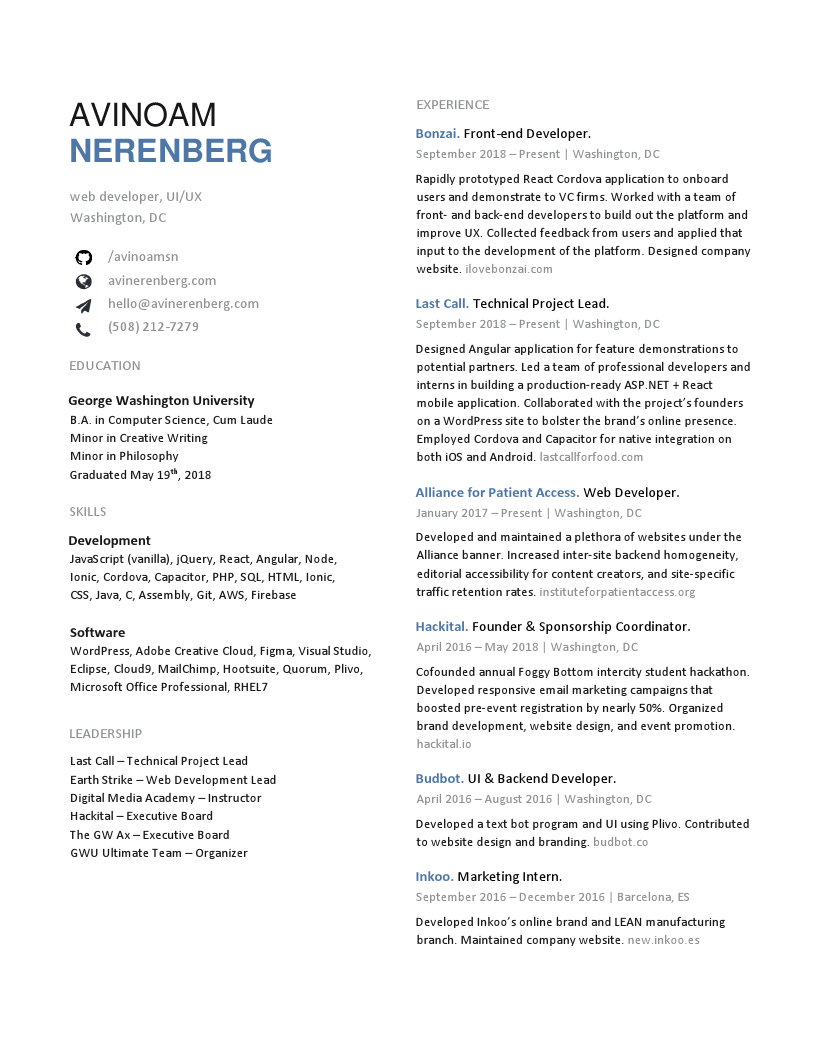 AVINOAM
NERENBERG
web developer, UI/UX
Washington, DC
/avinoamsn
avinerenberg.com
hello@avinerenberg.com
(508) 212-7279
EDUCATION
George Washington University
B.A. in Computer Science, Cum Laude
Minor in Creative Writing
Minor in Philosophy
Graduated May 19th, 2018
SKILLS
Development
JavaScript (vanilla), jQuery, React, Angular, Node,
Ionic, Cordova, Capacitor, PHP, SQL, HTML, Ionic,
CSS, Java, C, Assembly, Git, AWS, Firebase
Software
WordPress, Adobe Creative Cloud, Figma, Visual Studio,
Eclipse, Cloud9, MailChimp, Hootsuite, Quorum, Plivo,
Microsoft Office Professional, RHEL7
LEADERSHIP
Last Call – Technical Project Lead
Earth Strike – Web Development Lead
Digital Media Academy – Instructor
Hackital – Executive Board
The GW Ax – Executive Board
GWU Ultimate Team – Organizer
EXPERIENCE
Bonzai. Front-end Developer.
September 2018 – Present | Washington, DC
Rapidly prototyped React Cordova application to onboard
users and demonstrate to VC firms. Worked with a team of
front- and back-end developers to build out the platform and
improve UX. Collected feedback from users and applied that
input to the development of the platform. Designed company
website. ilovebonzai.com
Last Call. Technical Project Lead.
September 2018 – Present | Washington, DC
Designed Angular application for feature demonstrations to
potential partners. Led a team of professional developers and
interns in building a production-ready ASP.NET + React
mobile application. Collaborated with the project’s founders
on a WordPress site to bolster the brand’s online presence.
Employed Cordova and Capacitor for native integration on
both iOS and Android. lastcallforfood.com
Alliance for Patient Access. Web Developer.
January 2017 – Present | Washington, DC
Developed and maintained a plethora of websites under the
Alliance banner. Increased inter-site backend homogeneity,
editorial accessibility for content creators, and site-specific
traffic retention rates. instituteforpatientaccess.org
Hackital. Founder & Sponsorship Coordinator.
April 2016 – May 2018 | Washington, DC
Cofounded annual Foggy Bottom intercity student hackathon.
Developed responsive email marketing campaigns that
boosted pre-event registration by nearly 50%. Organized
brand development, website design, and event promotion.
hackital.io
Budbot. UI & Backend Developer.
April 2016 – August 2016 | Washington, DC
Developed a text bot program and UI using Plivo. Contributed
to website design and branding. budbot.co
Inkoo. Marketing Intern.
September 2016 – December 2016 | Barcelona, ES
Developed Inkoo’s online brand and LEAN manufacturing
branch. Maintained company website. new.inkoo.es